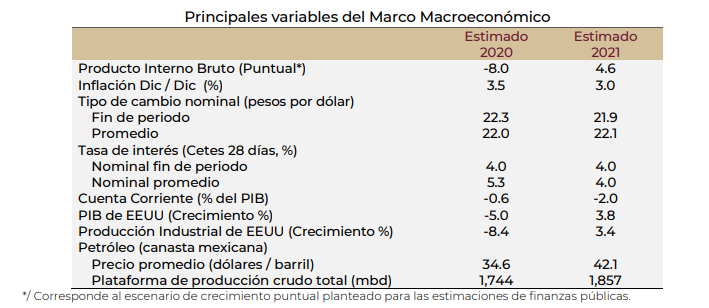 Principales variables del Marco Macroeconómico
Estimado Estimado
2020 2021
Producto Interno Bruto (Puntual*) -8.0 4.6
Inflación Dic / Dic (%) 3.5 3.0
Tipo de cambio nominal (pesos por dólar)
Fin de periodo 22.3 21.9
Promedio 22.0 22.1
Tasa de interés (Cetes 28 días, %)
Nominal fin de periodo 4.0 4.0
Nominal promedio 5.3 4.0
Cuenta Corriente (% del PIB) -0.6 -2.0
PIB de EEUU (Crecimiento %) -5.0 3.8
Producción Industrial de EEUU (Crecimiento %) -8.4 3.4
Petróleo (canasta mexicana)
Precio promedio (dólares / barril) 34.6 42.1
Plataforma de producción crudo total (mbd) 1,744 1,857
*/ Corresponde al escenario de crecimiento puntual planteado para las estimaciones de finanzas públicas.